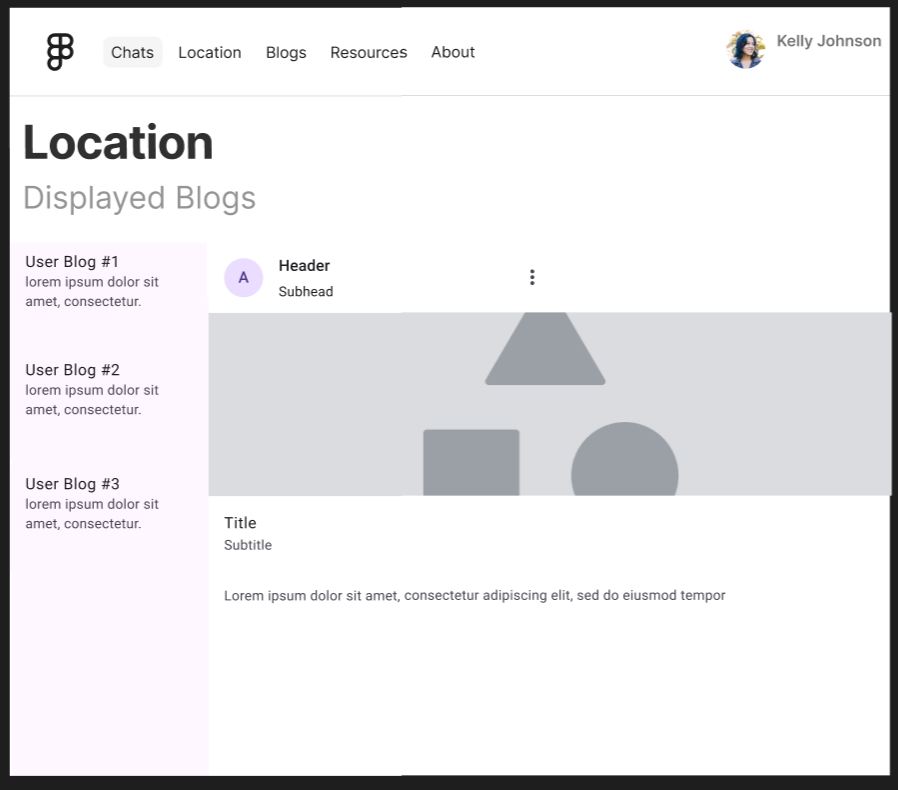 Chats Location Blogs Resources About
Kelly Johnson
Location
Displayed Blogs
User Blog #1
lorem ipsum dolor sit
amet, consectetur.
User Blog #2
lorem ipsum dolor sit
amet, consectetur.
User Blog #3
lorem ipsum dolor sit
amet, consectetur.
A
Header
Subhead
Title
Subtitle
Lorem ipsum dolor sit amet, consectetur adipiscing elit, sed do eiusmod tempor